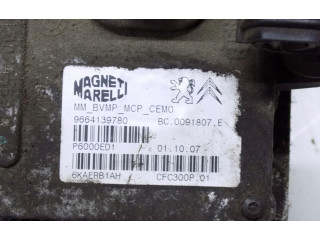 MAGNETI
MARELLI
MM_BVMP_MCP_CEMO
9664139780 BC.0091807.E
P6000ED1 01.10.07
6KAERB1AH CFC300P.01